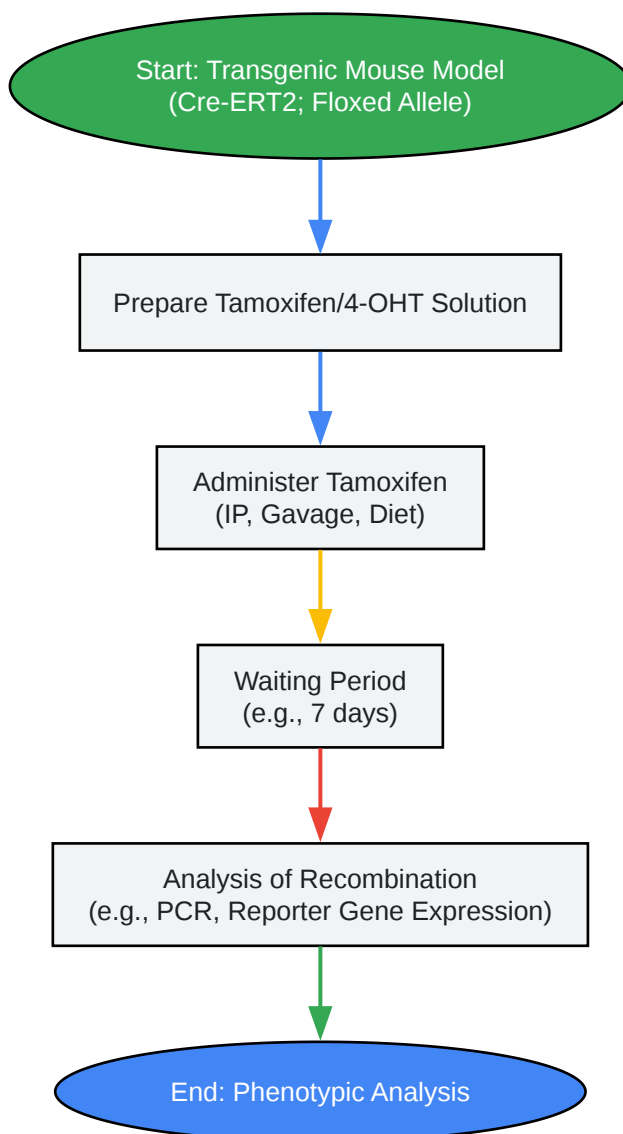 Start: Transgenic Mouse Model
(Cre-ERT2; Floxed Allele)
Prepare Tamoxifen/4-OHT Solution
Administer Tamoxifen
(IP, Gavage, Diet)
Waiting Period
(e.g., 7 days)
Analysis of Recombination
(e.g., PCR, Reporter Gene Expression)
End: Phenotypic Analysis